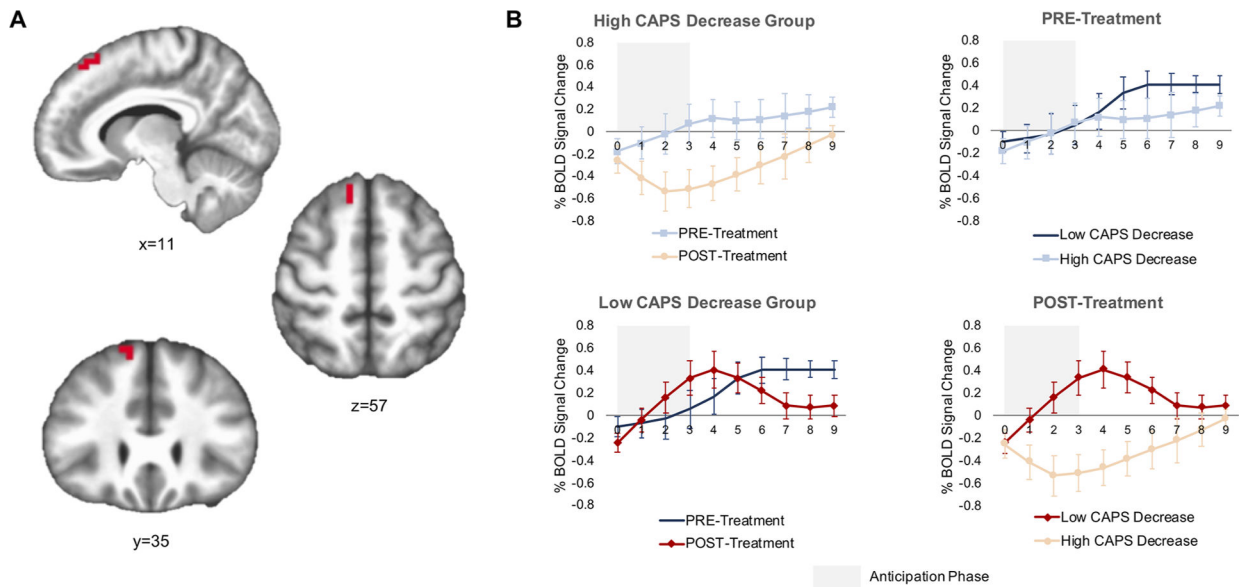 A
x=11
z=57
y=35
B
High CAPS Decrease Group
% BOLD Signal Change
0.8
0.6
0.4
0.2
0
-0.2
-0.4
-0.6
-0.8
0 1 2 3 4 5 6 7 8 9
PRE-Treatment
POST-Treatment
PRE-Treatment
% BOLD Signal Change
0.8
0.6
0.4
0.2
0
-0.2
-0.4
-0.6
-0.8
0 1 2 3 4 5 6 7 8 9
Low CAPS Decrease
High CAPS Decrease
Low CAPS Decrease Group
% BOLD Signal Change
0.8
0.6
0.4
0.2
0
-0.2
-0.4
-0.6
-0.8
0 1 2 3 4 5 6 7 8 9
PRE-Treatment
POST-Treatment
POST-Treatment
% BOLD Signal Change
0.8
0.6
0.4
0.2
0
-0.2
-0.4
-0.6
-0.8
0 1 2 3 4 5 6 7 8 9
Low CAPS Decrease
High CAPS Decrease
Anticipation Phase